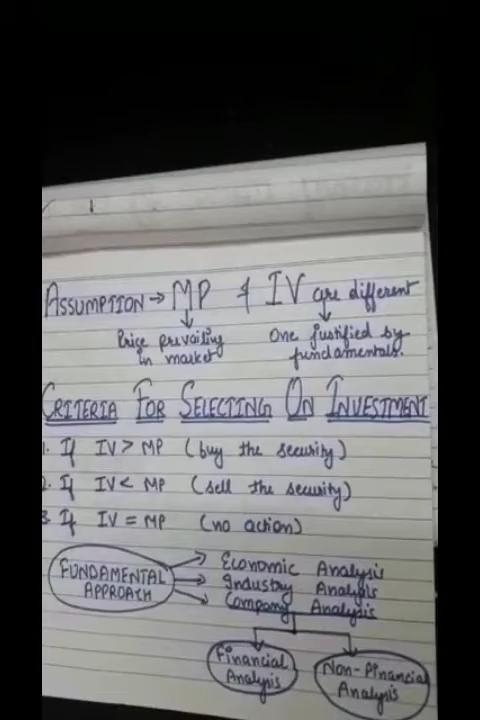 ASSUMPTION → MP & IV are different
Price prevailing in market
One justified by fundamentals.
CRITERIA FOR SELECTING ON INVESTMENT
1. If IV > MP (buy the security)
2. If IV < MP (sell the security)
3. If IV = MP (no action)
FUNDAMENTAL APPROACH
Economic Analysis
Industry Analysis
Company Analysis
Financial Analysis
Non-Financial Analysis